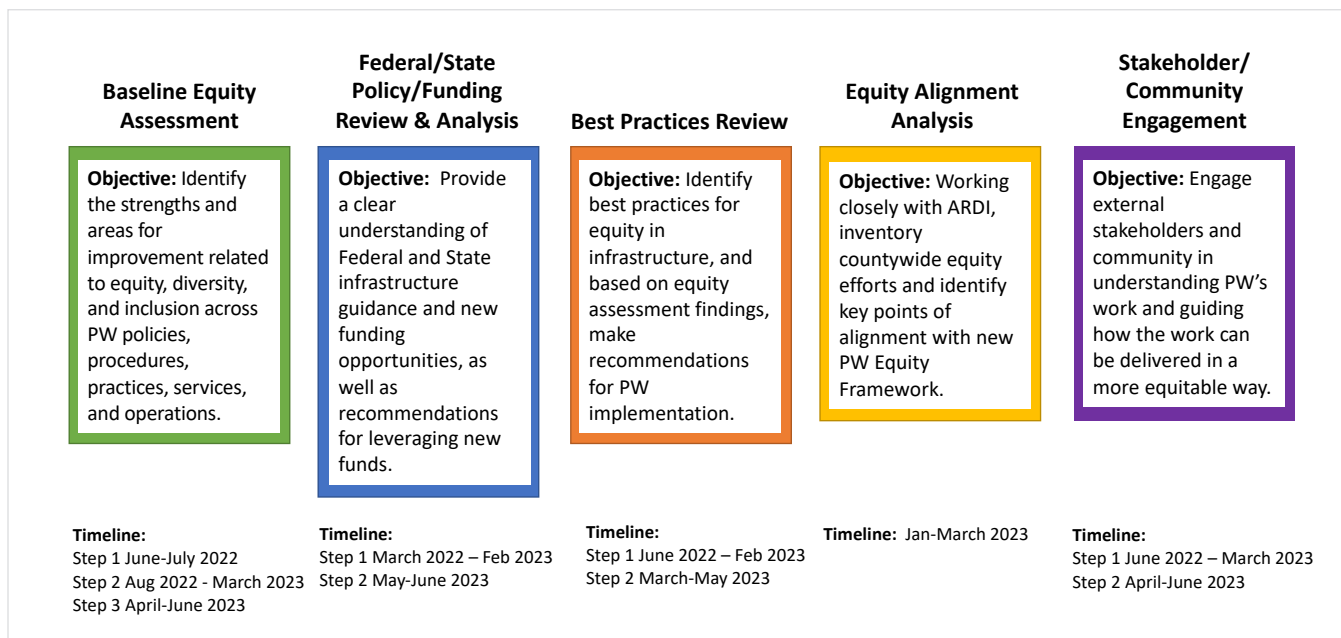 Baseline Equity
Assessment
Objective: Identify
the strengths and
areas for
improvement related
to equity, diversity,
and inclusion across
PW policies,
procedures,
practices, services,
and operations.
Timeline:
Step 1 June-July 2022
Step 2 Aug 2022 - March 2023
Step 3 April-June 2023
Federal/State
Policy/Funding
Review & Analysis
Objective:  Provide
a clear
understanding of
Federal and State
infrastructure
guidance and new
funding
opportunities, as
well as
recommendations
for leveraging new
funds.
Timeline:
Step 1 March 2022 – Feb 2023
Step 2 May-June 2023
Best Practices Review
Objective: Identify
best practices for
equity in
infrastructure, and
based on equity
assessment findings,
make
recommendations
for PW
implementation.
Timeline:
Step 1 June 2022 – Feb 2023
Step 2 March-May 2023
Equity Alignment
Analysis
Objective: Working
closely with ARDI,
inventory
countywide equity
efforts and identify
key points of
alignment with new
PW Equity
Framework.
Timeline:  Jan-March 2023
Stakeholder/
Community
Engagement
Objective: Engage
external
stakeholders and
community in
understanding PW’s
work and guiding
how the work can
be delivered in a
more equitable way.
Timeline:
Step 1 June 2022 – March 2023
Step 2 April-June 2023